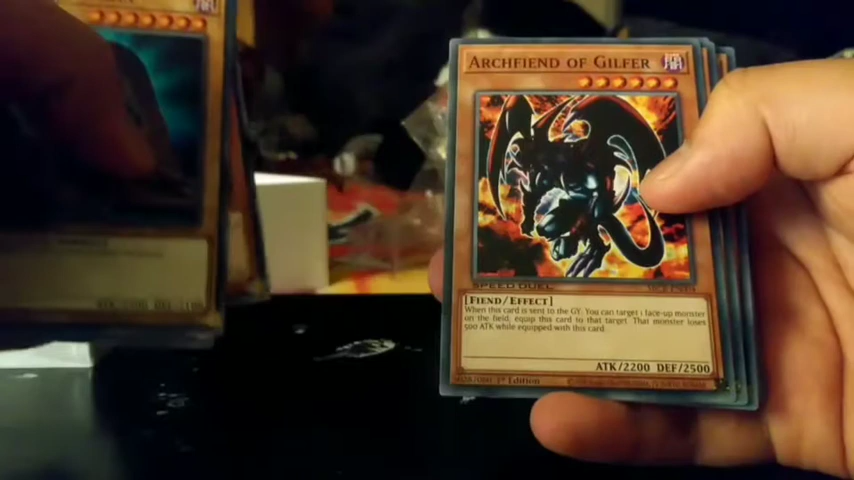 ARCHFIEND OF GILFER
SPEED DUEL
[FIEND/EFFECT]
When this card is sent to the GY: You can target 1 face-up monster
on the field; equip this card to that target. That monster loses
500 ATK while equipped with this card.
ATK/2200 DEF/2500
1st Edition